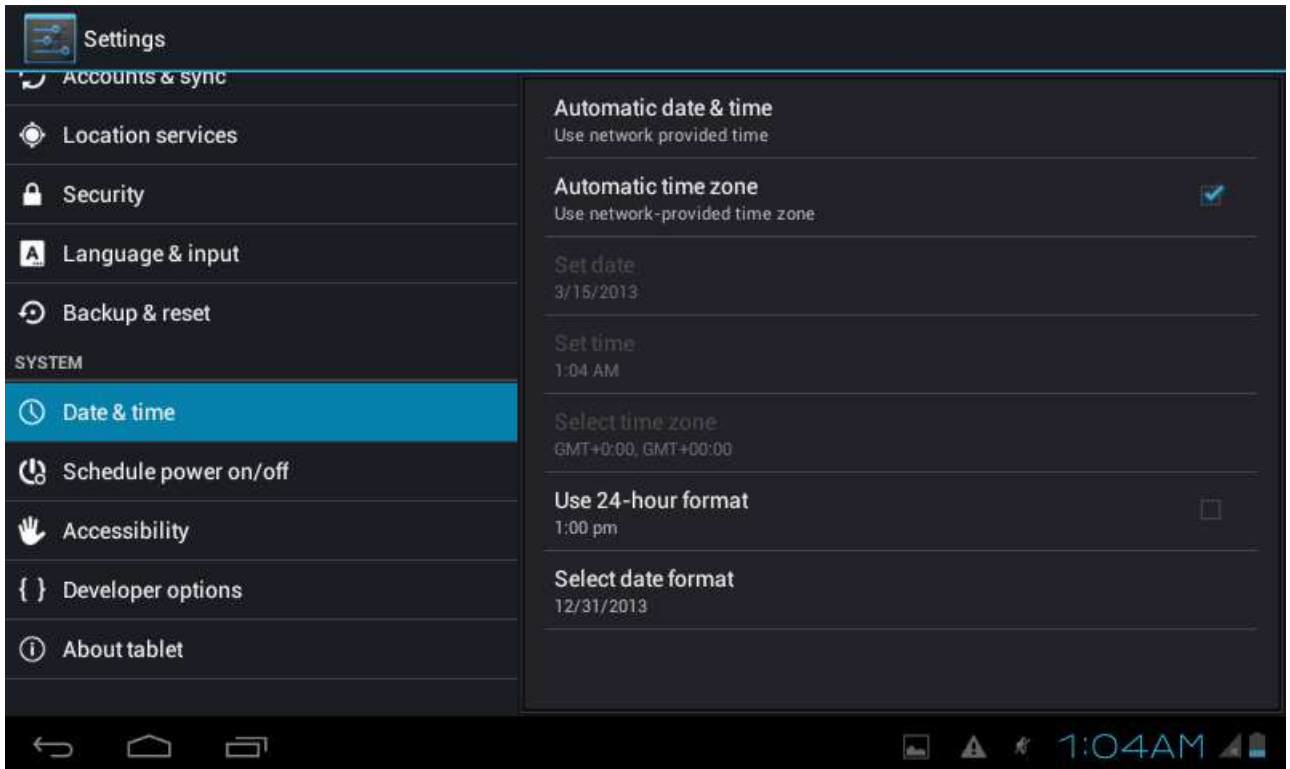 Settings
Accounts & sync
Location services
Security
Language & input
Backup & reset
SYSTEM
Date & time
Schedule power on/off
Accessibility
{ } Developer options
About tablet
Automatic date & time
Use network provided time
Automatic time zone
Use network-provided time zone
Set date
3/15/2013
Set time
1:04 AM
Select time zone
GMT+0:00, GMT+00:00
Use 24-hour format
1:00 pm
Select date format
12/31/2013
1:04AM